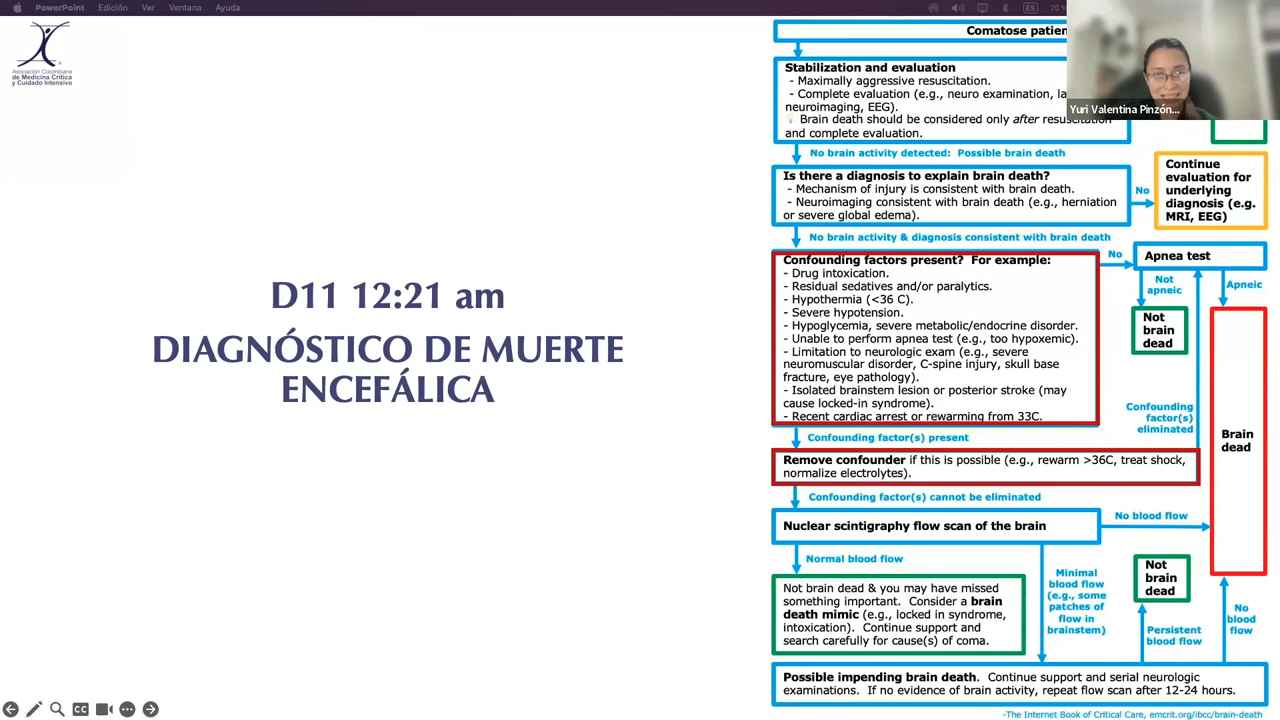 PowerPoint Edición Ver Ventana Ayuda
ES 70 %
Asociación Colombiana
de Medicina Crítica
y Cuidado Intensivo
D11 12:21 am
DIAGNÓSTICO DE MUERTE
ENCEFÁLICA
Comatose patien
Stabilization and evaluation
- Maximally aggressive resuscitation.
- Complete evaluation (e.g., neuro examination, la
neuroimaging, EEG).
Brain death should be considered only after resuscitation
and complete evaluation.
Yuri Valentina Pinzón...
No brain activity detected: Possible brain death
Is there a diagnosis to explain brain death?
- Mechanism of injury is consistent with brain death.
- Neuroimaging consistent with brain death (e.g., herniation
or severe global edema).
No
Continue
evaluation for
underlying
diagnosis (e.g.
MRI, EEG)
No brain activity & diagnosis consistent with brain death
Confounding factors present? For example:
- Drug intoxication.
- Residual sedatives and/or paralytics.
- Hypothermia (<36 C).
- Severe hypotension.
- Hypoglycemia, severe metabolic/endocrine disorder.
- Unable to perform apnea test (e.g., too hypoxemic).
- Limitation to neurologic exam (e.g., severe
neuromuscular disorder, C-spine injury, skull base
fracture, eye pathology).
- Isolated brainstem lesion or posterior stroke (may
cause locked-in syndrome).
- Recent cardiac arrest or rewarming from 33C.
No
Apnea test
Not
apneic
Apneic
Not
brain
dead
Confounding
factor(s)
eliminated
Brain
dead
Confounding factor(s) present
Remove confounder if this is possible (e.g., rewarm >36C, treat shock,
normalize electrolytes).
Confounding factor(s) cannot be eliminated
Nuclear scintigraphy flow scan of the brain
No blood flow
Normal blood flow
Not brain dead & you may have missed
something important. Consider a brain
death mimic (e.g., locked in syndrome,
intoxication). Continue support and
search carefully for cause(s) of coma.
Minimal
blood flow
(e.g., some
patches of
flow in
brainstem)
Not
brain
dead
Persistent
blood flow
No
blood
flow
Possible impending brain death. Continue support and serial neurologic
examinations. If no evidence of brain activity, repeat flow scan after 12-24 hours.
-The Internet Book of Critical Care, emcrit.org/ibcc/brain-death
CC